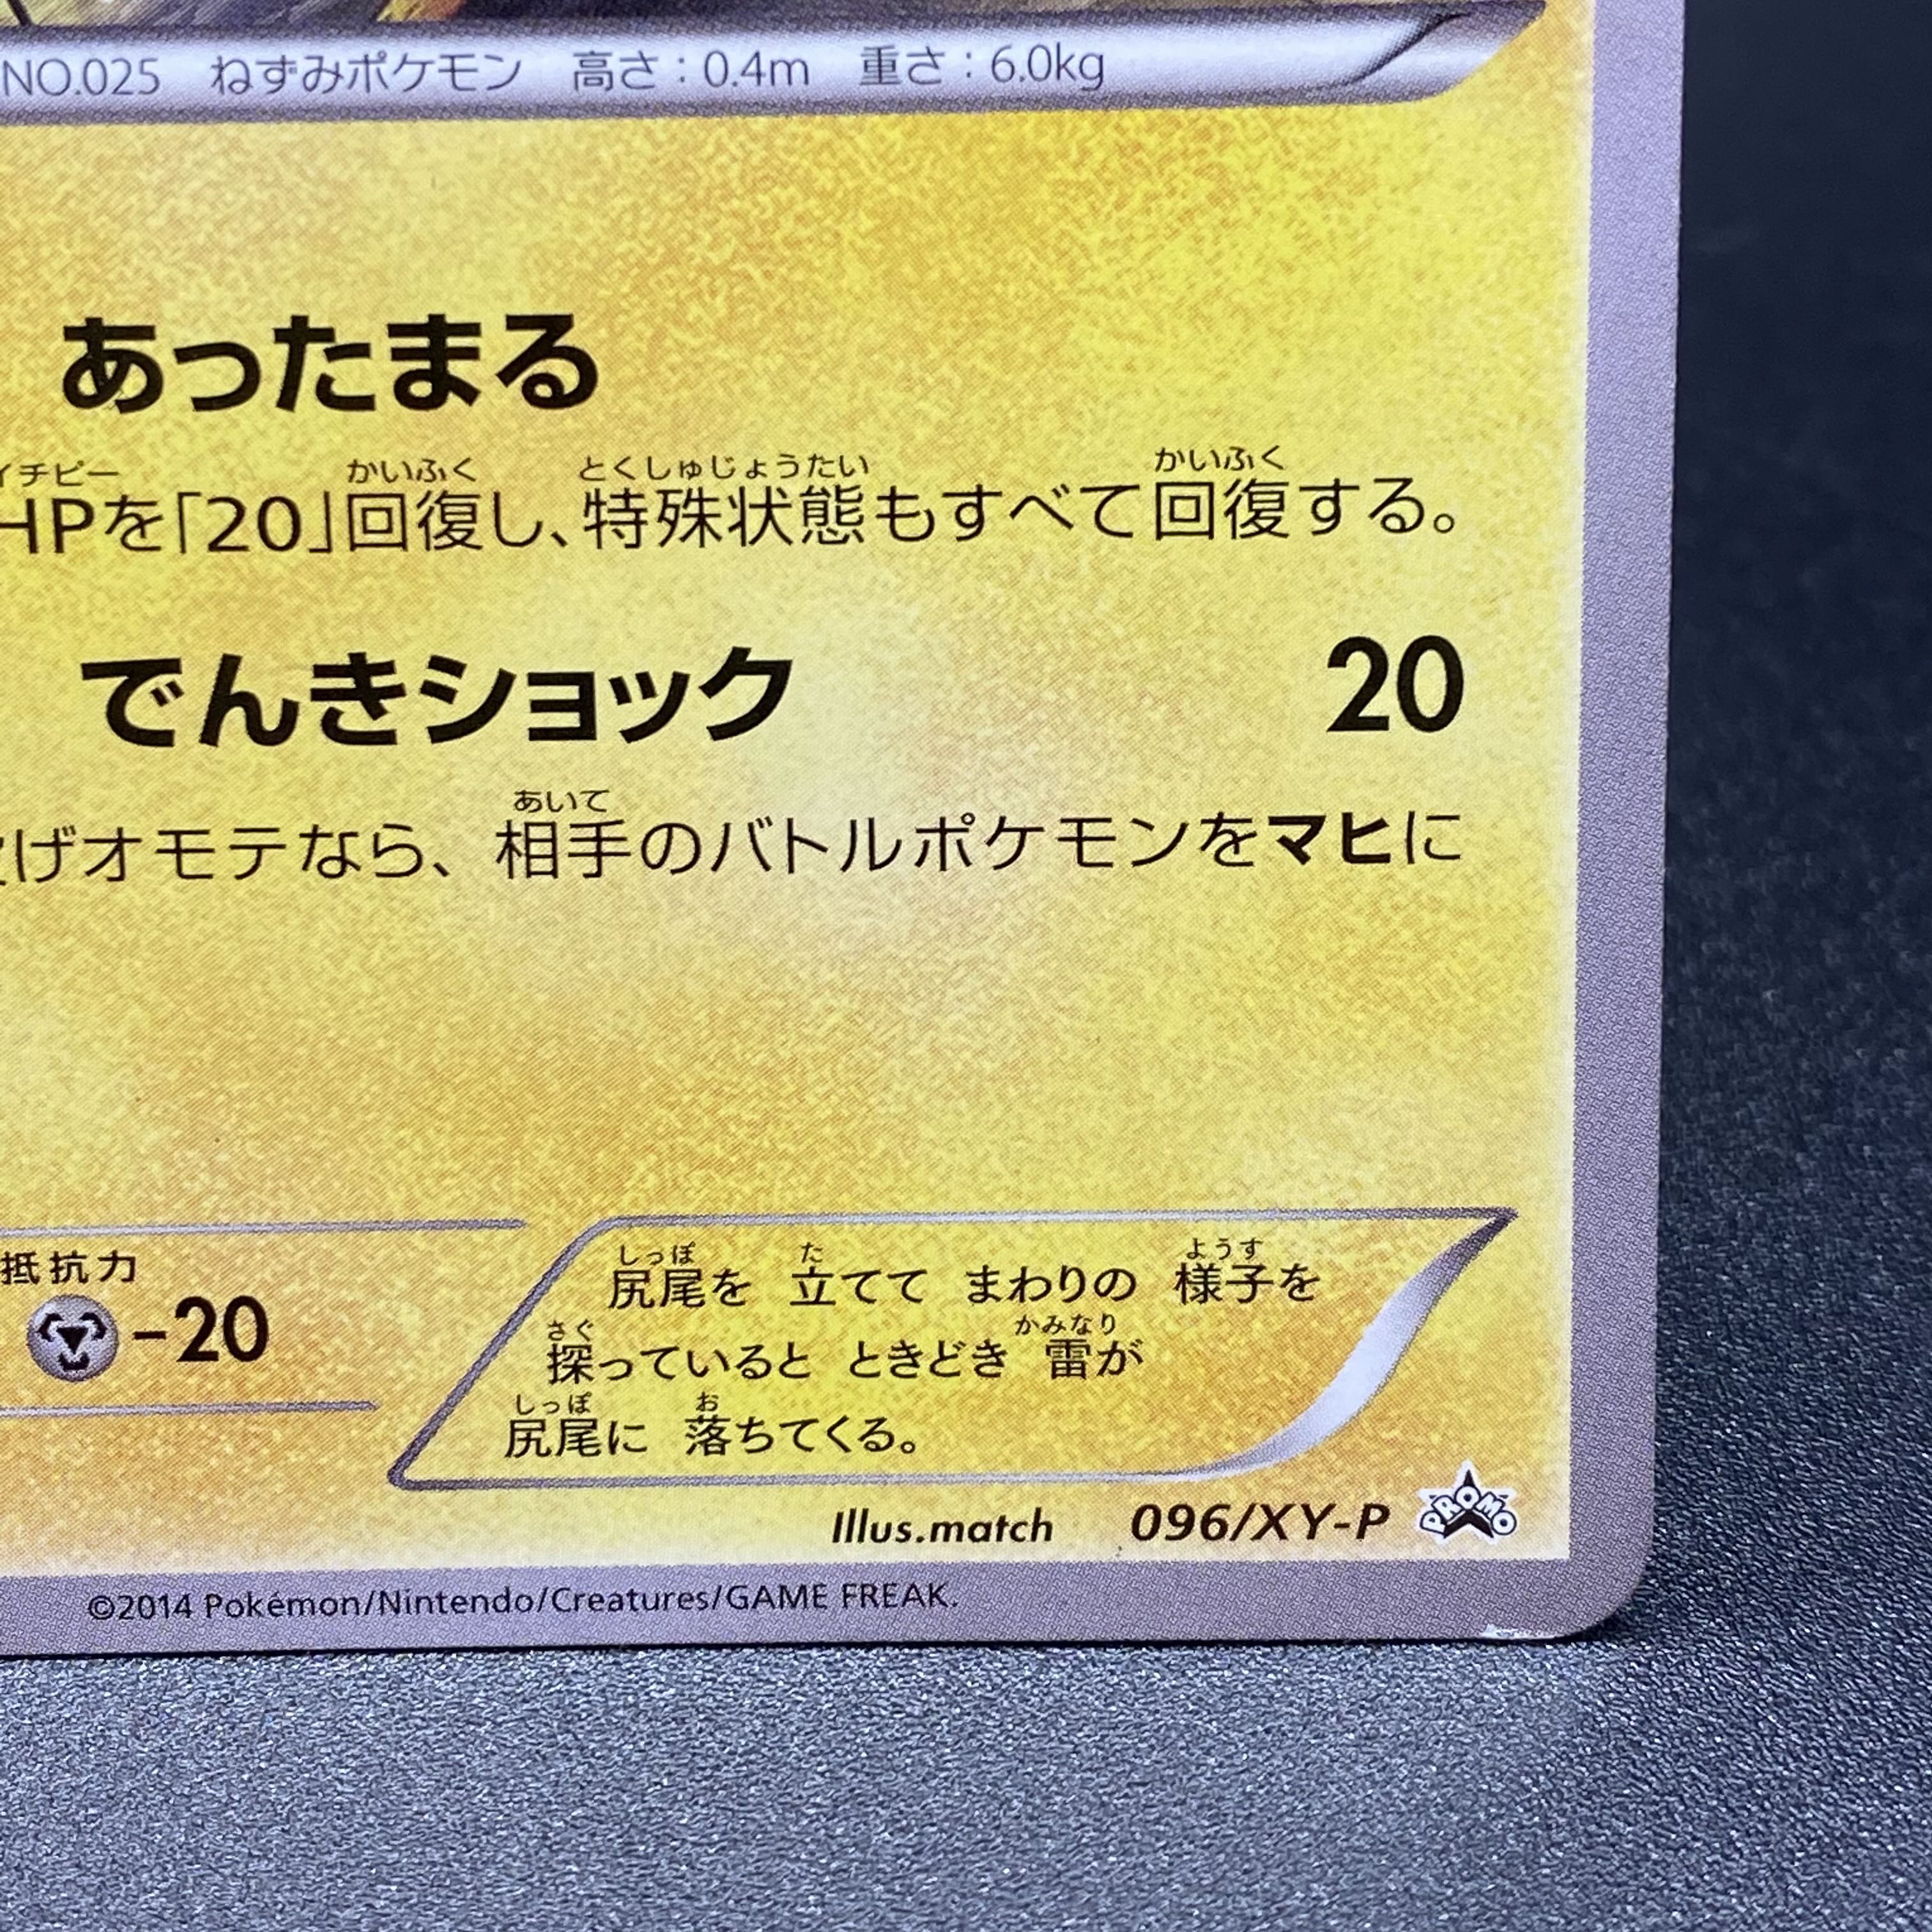 NO.025 ねずみポケモン 高さ：0.4m 重さ：6.0kg
あったまる
イチピー かいふく とくしゅじょうたい かいふく
HPを「20」回復し、特殊状態もすべて回復する。
でんきショック 20
あいて
げオモテなら、相手のバトルポケモンをマヒに
抵抗力
-20
しっぽ た ようす
尻尾を 立てて まわりの 様子を
さぐ かみなり
探っていると ときどき 雷が
しっぽ お
尻尾に 落ちてくる。
Illus.match 096/XY-P PROMO
©2014 Pokémon/Nintendo/Creatures/GAME FREAK.